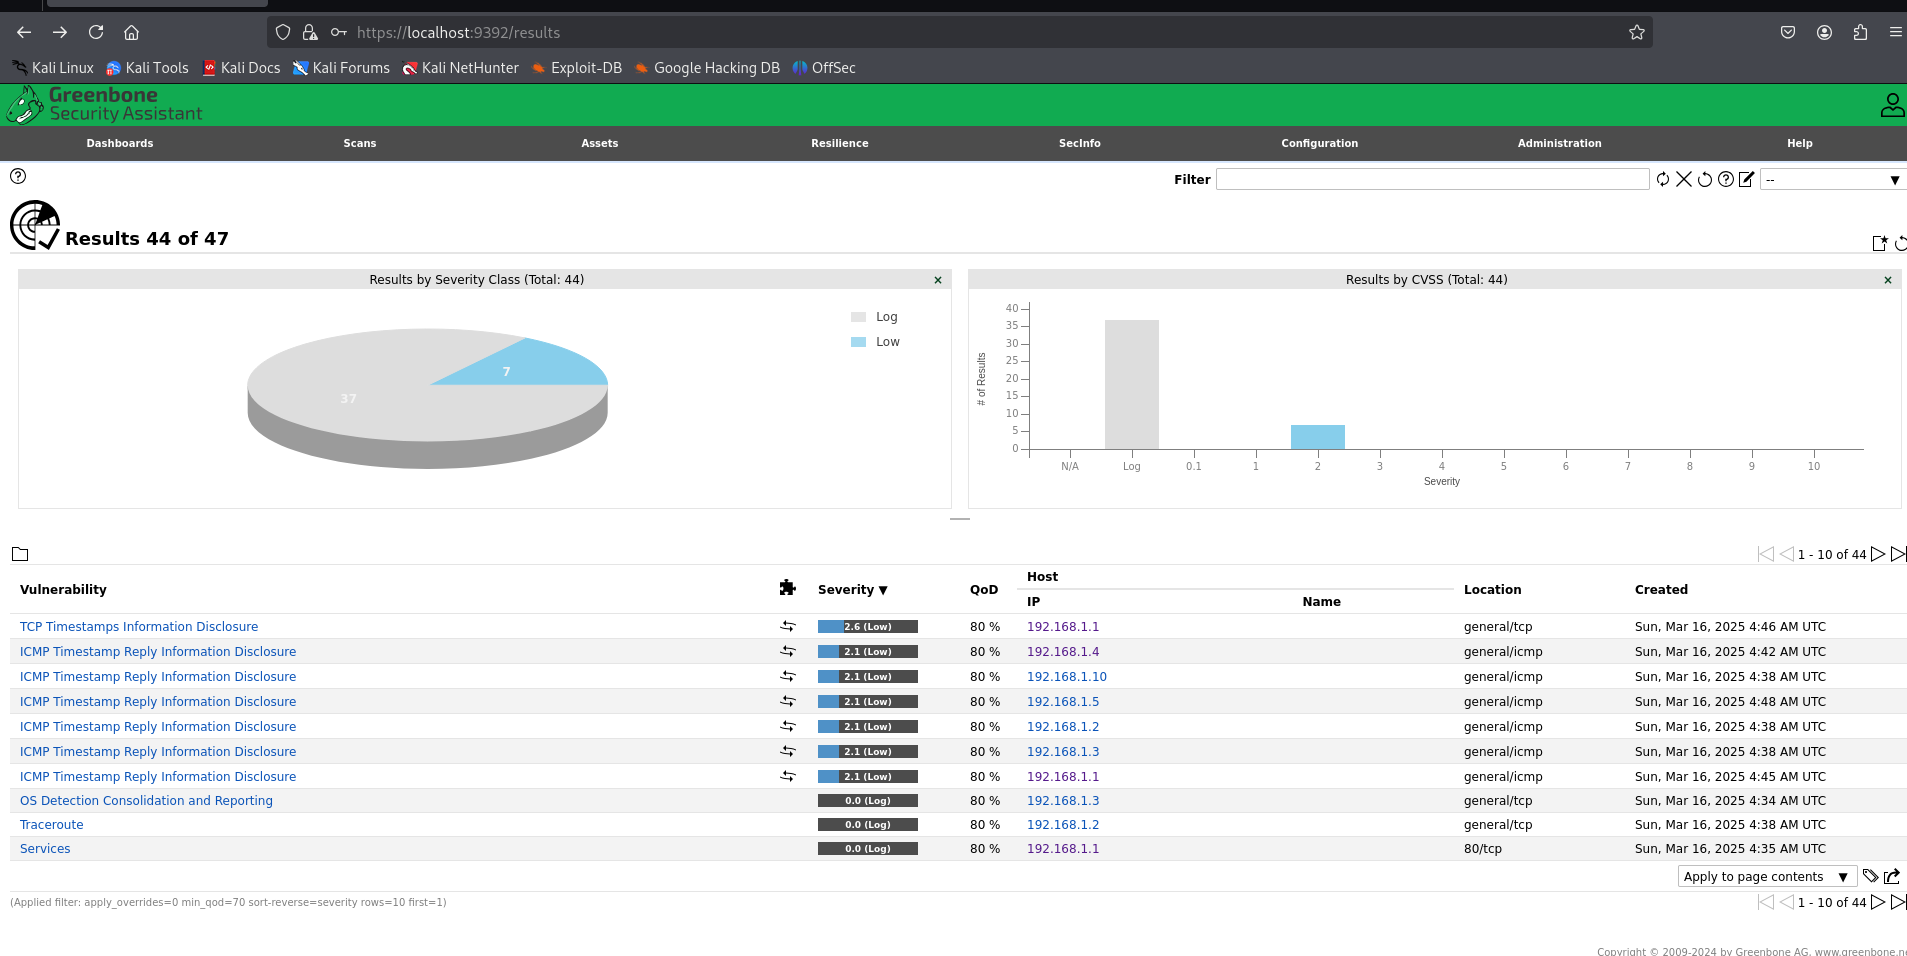 https://localhost:9392/results
Kali Linux Kali Tools Kali Docs Kali Forums Kali NetHunter Exploit-DB Google Hacking DB OffSec
Greenbone
Security Assistant
Dashboards Scans Assets Resilience SecInfo Configuration Administration Help
Filter --
Results 44 of 47
Results by Severity Class (Total: 44)
Log
Low
7
37
Results by CVSS (Total: 44)
40
35
30
25
20
15
10
5
0
# of Results
N/A Log 0.1 1 2 3 4 5 6 7 8 9 10
Severity
1 - 10 of 44
Vulnerability Severity QoD Host Location Created
IP Name
TCP Timestamps Information Disclosure 2.6 (Low) 80 % 192.168.1.1 general/tcp Sun, Mar 16, 2025 4:46 AM UTC
ICMP Timestamp Reply Information Disclosure 2.1 (Low) 80 % 192.168.1.4 general/icmp Sun, Mar 16, 2025 4:42 AM UTC
ICMP Timestamp Reply Information Disclosure 2.1 (Low) 80 % 192.168.1.10 general/icmp Sun, Mar 16, 2025 4:38 AM UTC
ICMP Timestamp Reply Information Disclosure 2.1 (Low) 80 % 192.168.1.5 general/icmp Sun, Mar 16, 2025 4:48 AM UTC
ICMP Timestamp Reply Information Disclosure 2.1 (Low) 80 % 192.168.1.2 general/icmp Sun, Mar 16, 2025 4:38 AM UTC
ICMP Timestamp Reply Information Disclosure 2.1 (Low) 80 % 192.168.1.3 general/icmp Sun, Mar 16, 2025 4:38 AM UTC
ICMP Timestamp Reply Information Disclosure 2.1 (Low) 80 % 192.168.1.1 general/icmp Sun, Mar 16, 2025 4:45 AM UTC
OS Detection Consolidation and Reporting 0.0 (Log) 80 % 192.168.1.3 general/tcp Sun, Mar 16, 2025 4:34 AM UTC
Traceroute 0.0 (Log) 80 % 192.168.1.2 general/tcp Sun, Mar 16, 2025 4:38 AM UTC
Services 0.0 (Log) 80 % 192.168.1.1 80/tcp Sun, Mar 16, 2025 4:35 AM UTC
Apply to page contents
(Applied filter: apply_overrides=0 min_qod=70 sort-reverse=severity rows=10 first=1)
1 - 10 of 44
Copyright © 2009-2024 by Greenbone AG, www.greenbone.ne